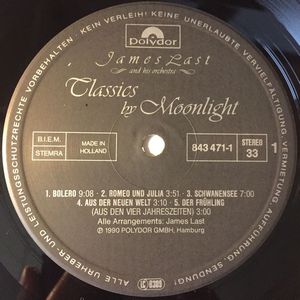 Polydor
James Last
and his orchestra
Classics
by Moonlight
B.I.E.M.
STEMRA
MADE IN
HOLLAND
843 471-1
STEREO
33
1
1. BOLERO 9:08 - 2. ROMEO UND JULIA 3:51 - 3. SCHWANENSEE 7:00
4. AUS DER NEUEN WELT 3:10 - 5. DER FRÜHLING
(AUS DEN VIER JAHRESZEITEN) 3:00
Alle Arrangements: James Last
℗ 1990 POLYDOR GMBH, Hamburg
ALLE URHEBER- UND LEISTUNGSSCHUTZRECHTE VORBEHALTEN · KEIN VERLEIH! KEINE UNERLAUBTE VERVIELFÄLTIGUNG, VERMIETUNG, AUFFÜHRUNG, SENDUNG!